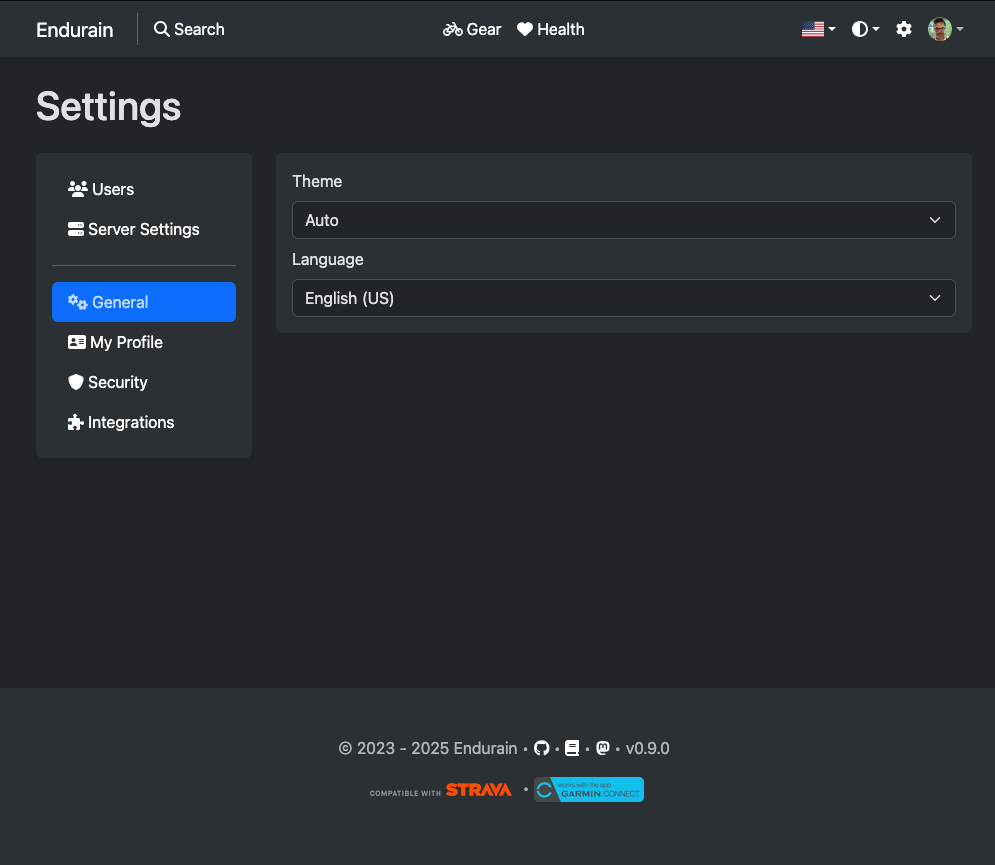 Endurain
Search
Gear
Health
Settings
Users
Server Settings
General
My Profile
Security
Integrations
Theme
Auto
Language
English (US)
© 2023 - 2025 Endurain • • • • v0.9.0
COMPATIBLE WITH STRAVA • works with the app
GARMIN.CONNECT